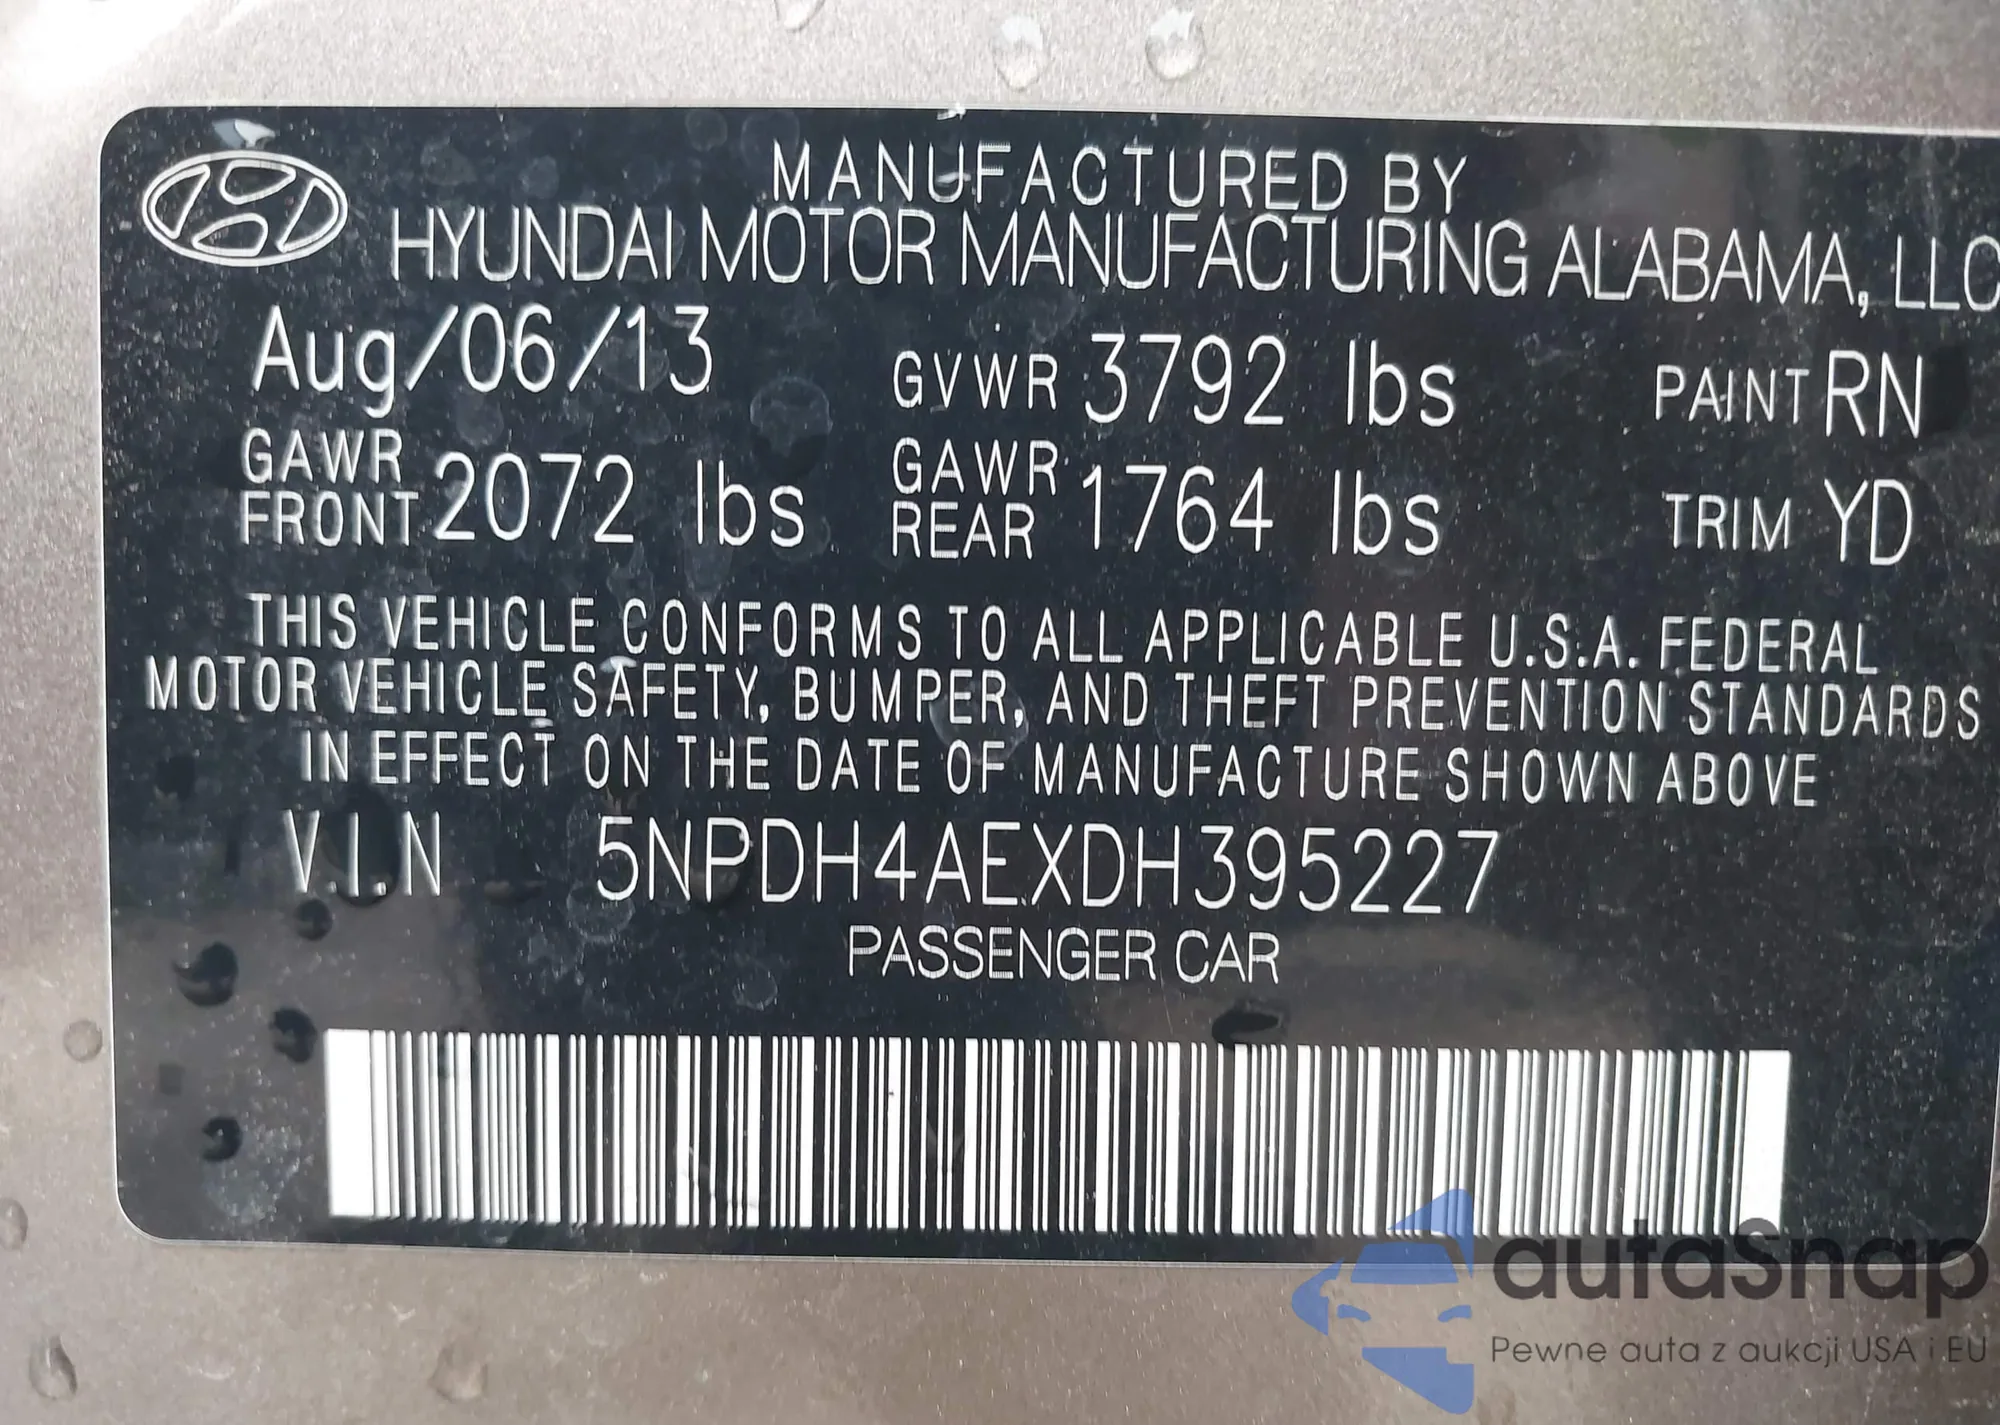 MANUFACTURED BY
HYUNDAI MOTOR MANUFACTURING ALABAMA, LLC
Aug/06/13 GVWR 3792 lbs PAINT RN
GAWR FRONT 2072 lbs GAWR REAR 1764 lbs TRIM YD
THIS VEHICLE CONFORMS TO ALL APPLICABLE U.S.A. FEDERAL
MOTOR VEHICLE SAFETY, BUMPER, AND THEFT PREVENTION STANDARDS
IN EFFECT ON THE DATE OF MANUFACTURE SHOWN ABOVE
V.I.N 5NPDH4AEXDH395227
PASSENGER CAR
autoSnap
Pewne auta z aukcji USA i EU